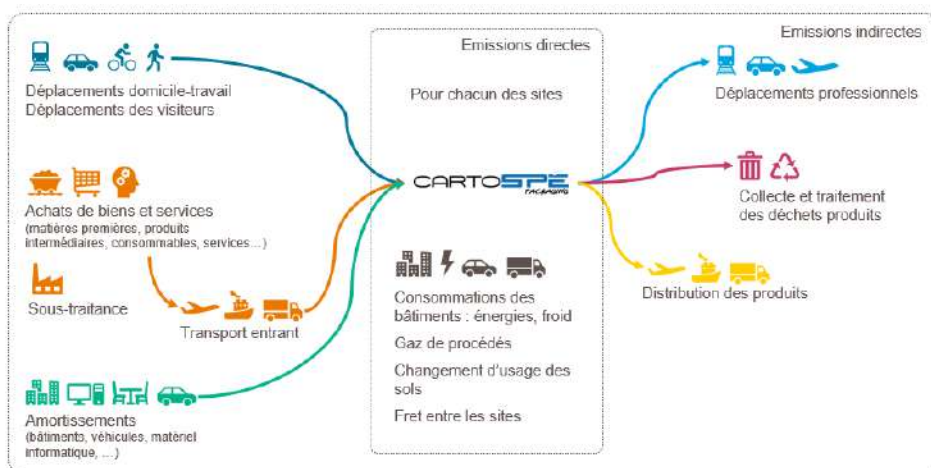 Emissions directes
Emissions indirectes
Déplacements domicile-travail
Déplacements des visiteurs
Pour chacun des sites
Déplacements professionnels
CARTOSPÉ
PACKAGING
Achats de biens et services
(matières premières, produits
intermédiaires, consommables, services…)
Collecte et traitement
des déchets produits
Sous-traitance
Transport entrant
Consommations des
bâtiments : énergies, froid
Gaz de procédés
Changement d'usage des
sols
Fret entre les sites
Distribution des produits
Amortissements
(bâtiments, véhicules, matériel
informatique, …)